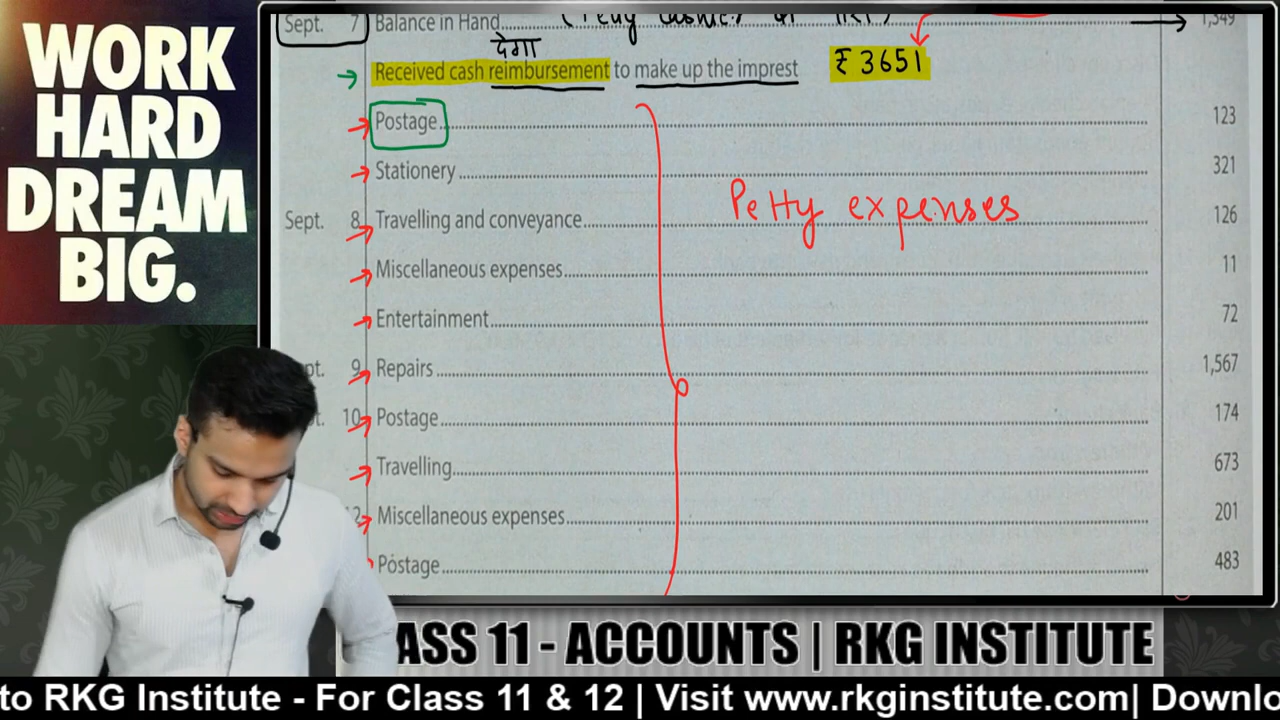 WORK
HARD
DREAM
BIG.
Sept. 7 Balance in Hand 1,349
देगा
Received cash reimbursement to make up the imprest ₹ 3651
Postage 123
Stationery 321
Petty expenses
Sept. 8 Travelling and conveyance 126
Miscellaneous expenses 11
Entertainment 72
9 Repairs 1,567
10 Postage 174
Travelling 673
Miscellaneous expenses 201
Postage 483
ASS 11 - ACCOUNTS | RKG INSTITUTE
to RKG Institute - For Class 11 & 12 | Visit www.rkginstitute.com| Downlo